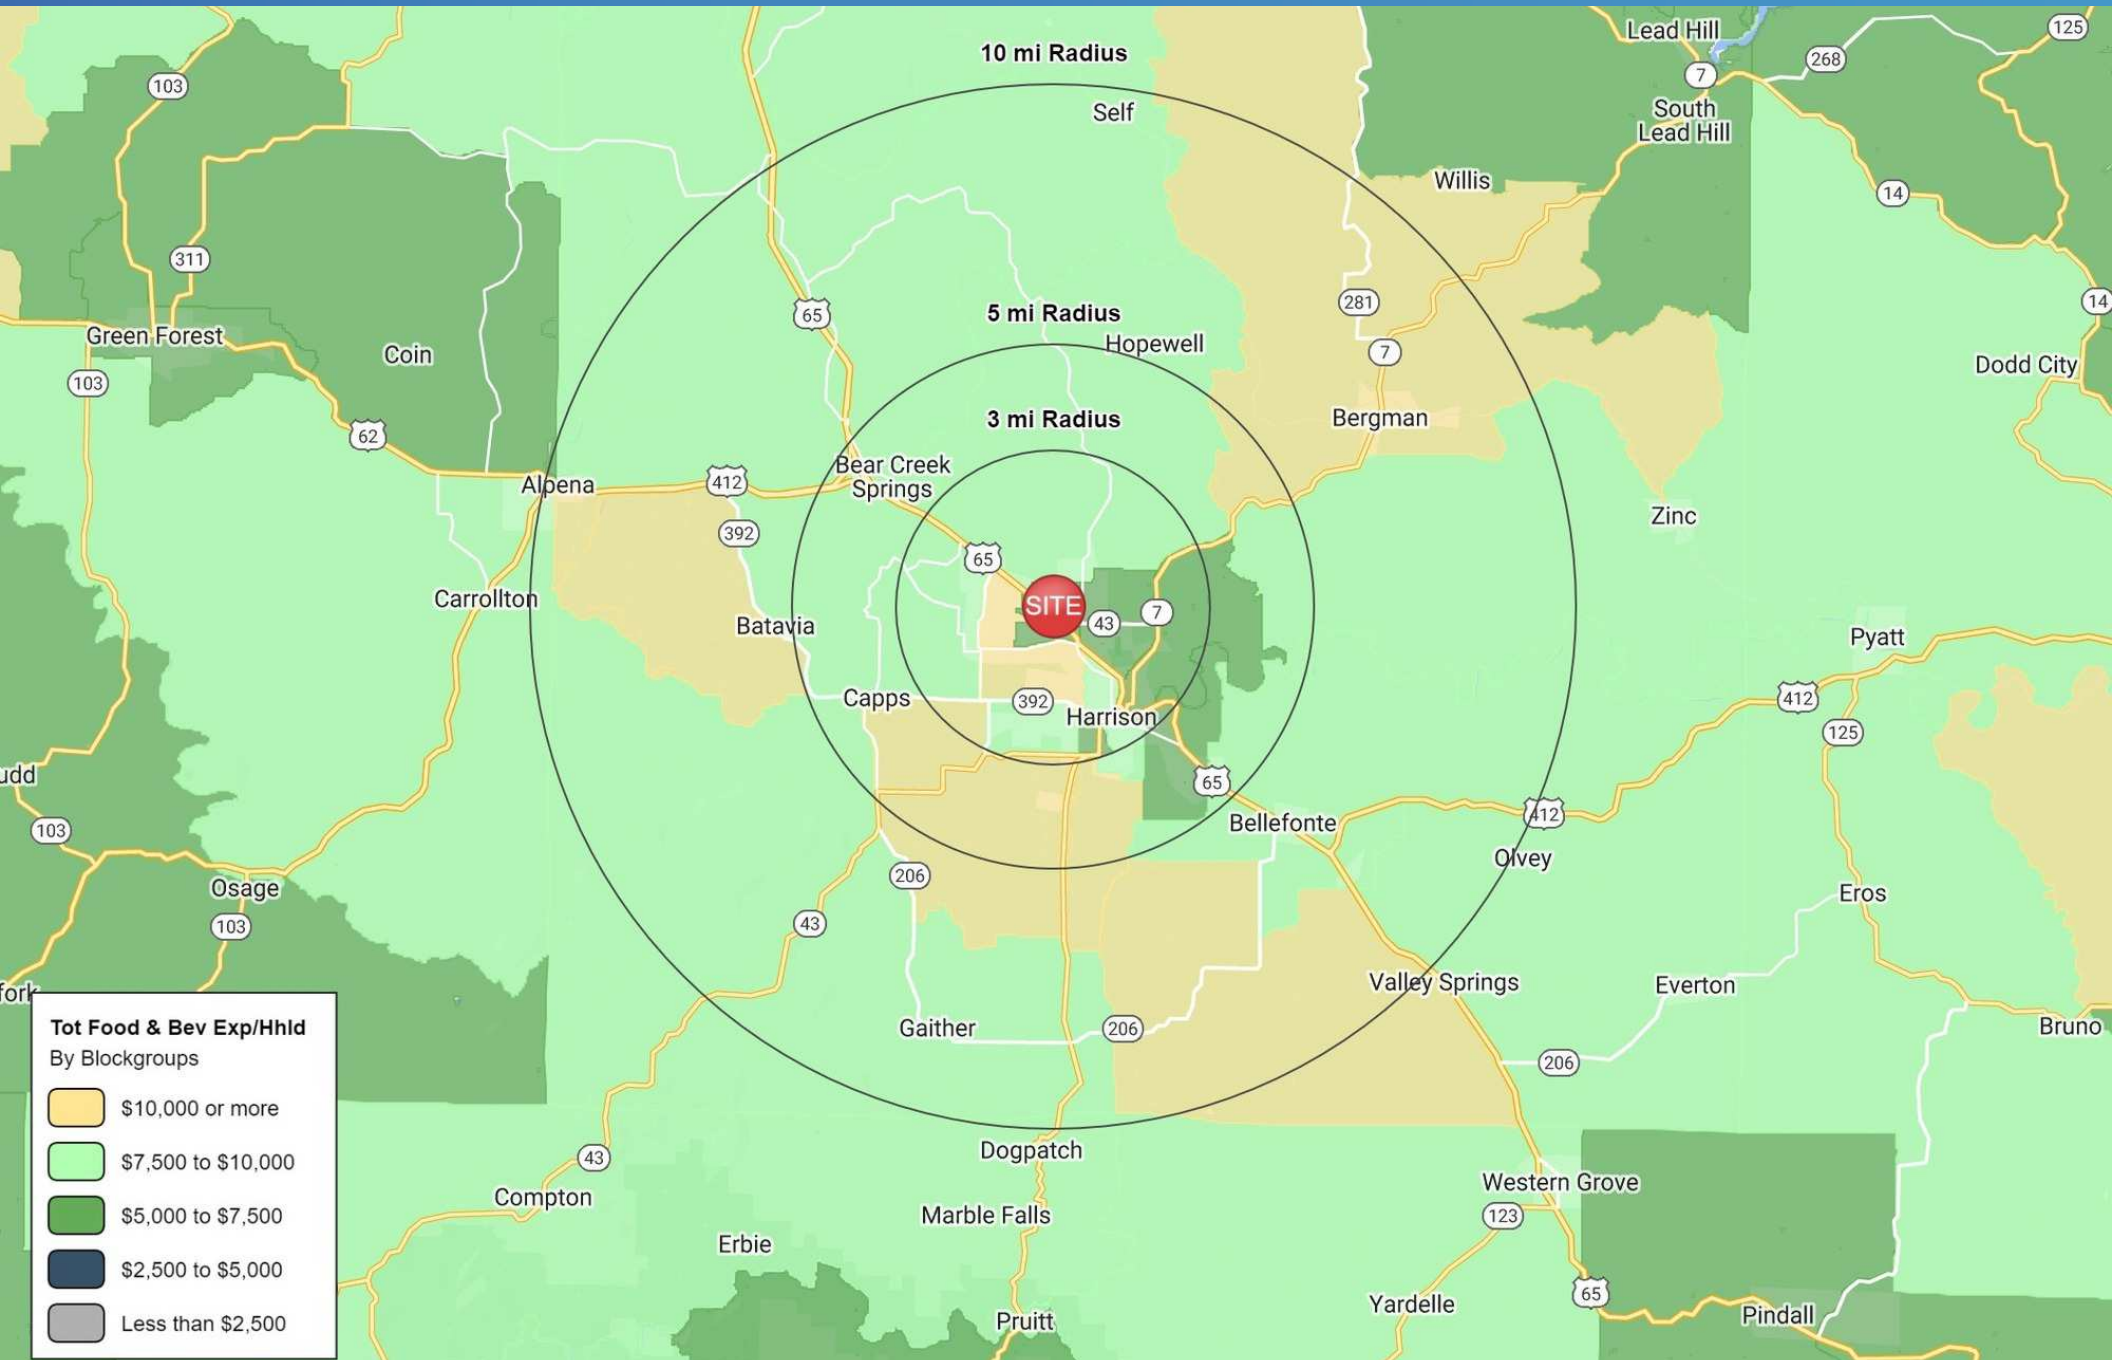 Lead Hill
125
268
10 mi Radius
7
103
Self
South
Lead Hill
Willis
14
311
281
14
65
5 mi Radius
Green Forest
Hopewell
Coin
7
Dodd City
103
3 mi Radius
Bergman
62
Bear Creek
Springs
Alpena
412
392
Zinc
65
Carrollton
SITE
43
7
Batavia
Pyatt
Capps
392
412
Harrison
125
udd
65
103
Bellefonte
412
Olvey
206
Osage
Eros
43
103
Valley Springs
Everton
fork
Gaither
206
Bruno
206
Tot Food & Bev Exp/Hhld
By Blockgroups
$10,000 or more
$7,500 to $10,000
$5,000 to $7,500
$2,500 to $5,000
Less than $2,500
Dogpatch
43
Western Grove
Compton
Marble Falls
123
Erbie
65
Yardelle
Pindall
Pruitt